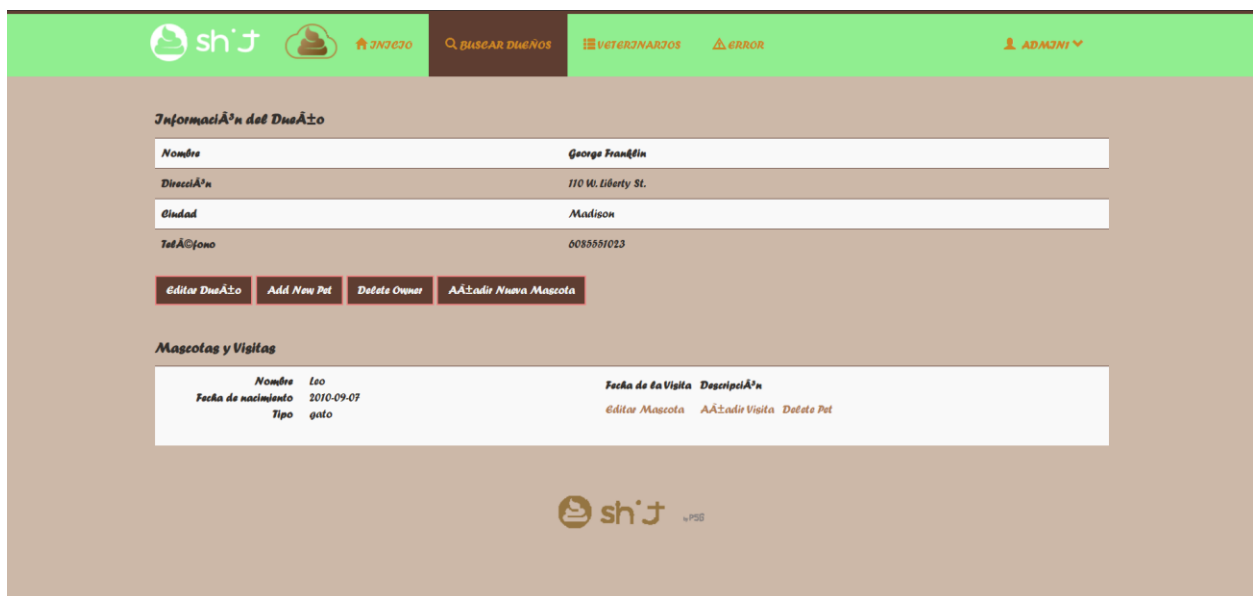 sh't INICIO BUSCAR DUEÑOS VETERINARIOS ERROR ADMIN1
InformaciÃ³n del DueÃ±o
Nombre George Franklin
DirecciÃ³n 110 W. Liberty St.
Ciudad Madison
TelÃ©fono 6085551023
Editar DueÃ±o Add New Pet Delete Owner AÃ±adir Nueva Mascota
Mascotas y Visitas
Nombre Leo Fecha de la Visita DescripciÃ³n
Fecha de nacimiento 2010-09-07 Editar Mascota AÃ±adir Visita Delete Pet
Tipo gato
sh't by PSG